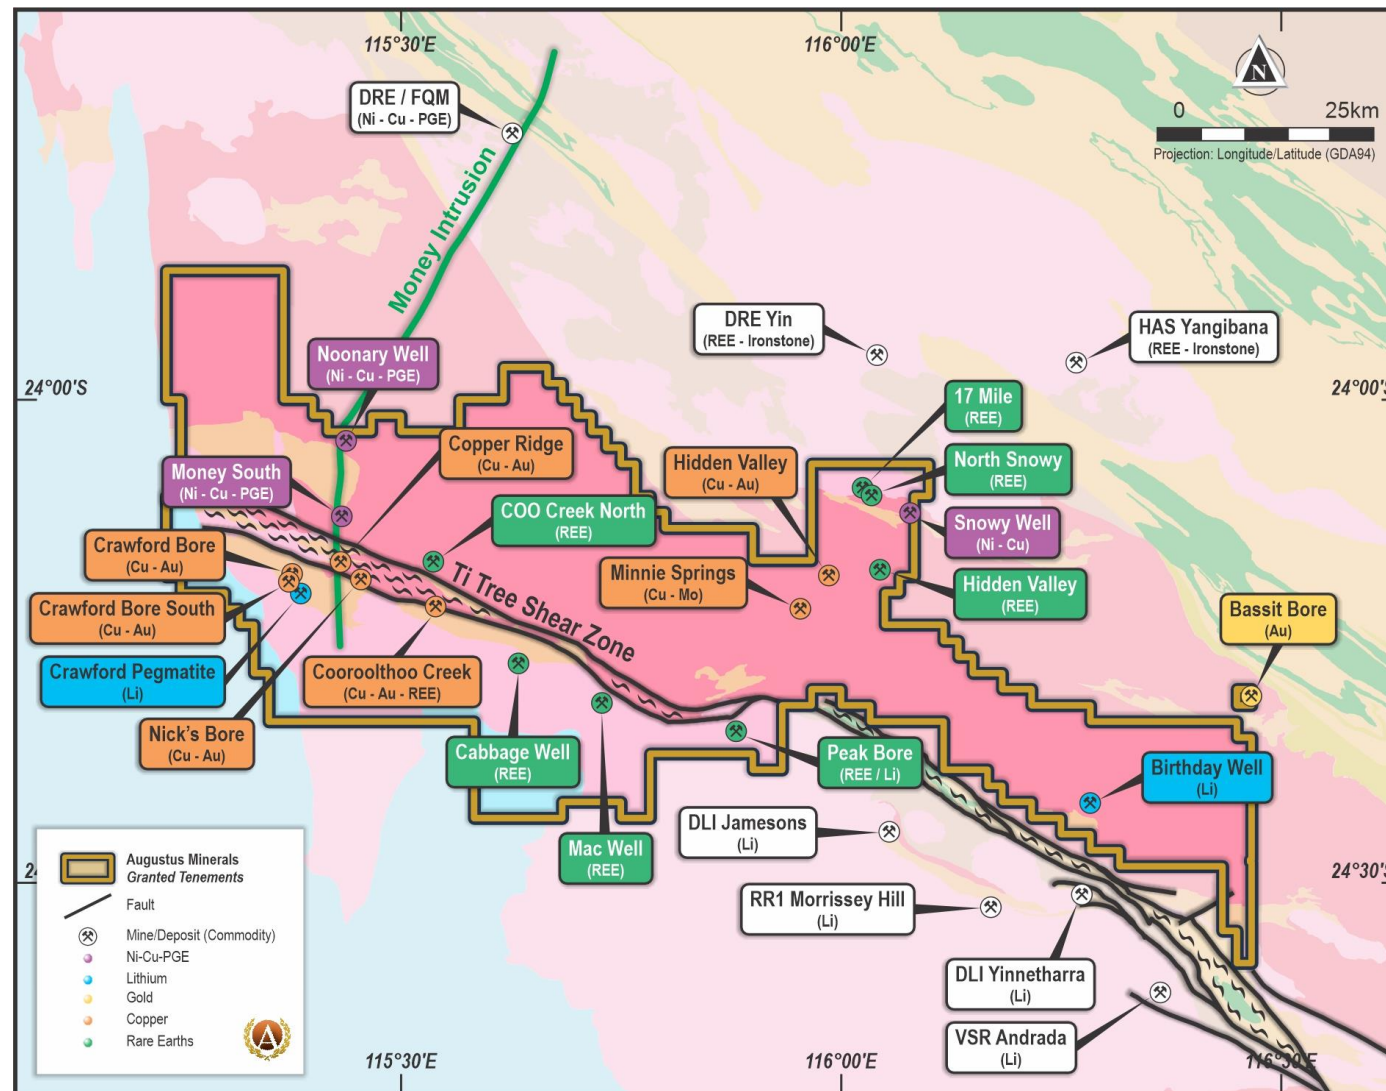 115°30'E
116°00'E
N
0
25km
Projection: Longitude/Latitude (GDA94)
DRE / FQM
(Ni - Cu - PGE)
Money Intrusion
DRE Yin
(REE - Ironstone)
HAS Yangibana
(REE - Ironstone)
Noonary Well
(Ni - Cu - PGE)
24°00'S
24°00'S
17 Mile
(REE)
Copper Ridge
(Cu - Au)
Hidden Valley
(Cu - Au)
North Snowy
(REE)
Money South
(Ni - Cu - PGE)
COO Creek North
(REE)
Snowy Well
(Ni - Cu)
Crawford Bore
(Cu - Au)
Ti Tree Shear Zone
Minnie Springs
(Cu - Mo)
Hidden Valley
(REE)
Crawford Bore South
(Cu - Au)
Bassit Bore
(Au)
Crawford Pegmatite
(Li)
Cooroolthoo Creek
(Cu - Au - REE)
Nick's Bore
(Cu - Au)
Cabbage Well
(REE)
Peak Bore
(REE / Li)
Birthday Well
(Li)
DLI Jamesons
(Li)
Mac Well
(REE)
24°30'S
RR1 Morrissey Hill
(Li)
DLI Yinnetharra
(Li)
VSR Andrada
(Li)
Augustus Minerals
Granted Tenements
Fault
Mine/Deposit (Commodity)
Ni-Cu-PGE
Lithium
Gold
Copper
Rare Earths
A
115°30'E
116°00'E
116°30'E